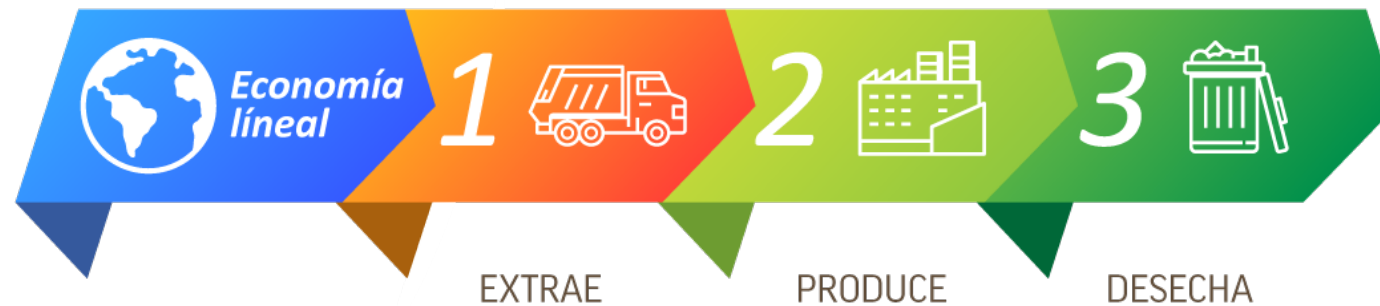 Economía
líneal
1
2
3
EXTRAE
PRODUCE
DESECHA